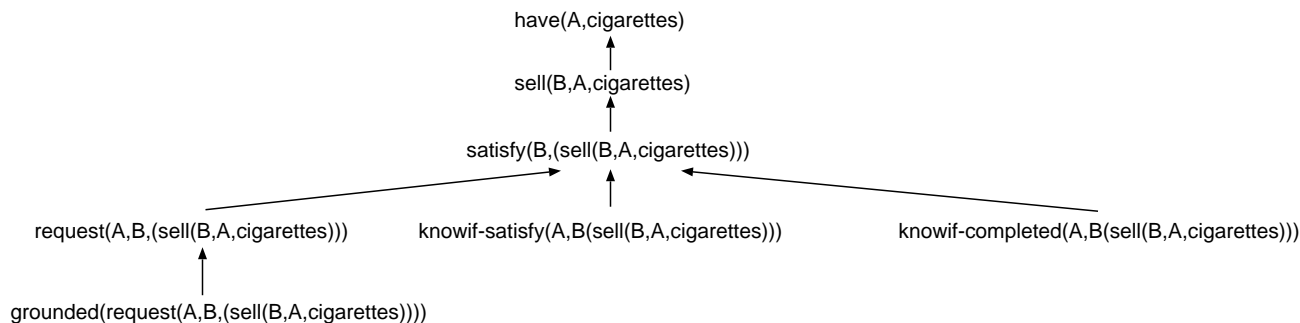 have(A,cigarettes)
sell(B,A,cigarettes)
satisfy(B,(sell(B,A,cigarettes)))
request(A,B,(sell(B,A,cigarettes)))
knowif-satisfy(A,B(sell(B,A,cigarettes)))
knowif-completed(A,B(sell(B,A,cigarettes)))
grounded(request(A,B,(sell(B,A,cigarettes))))